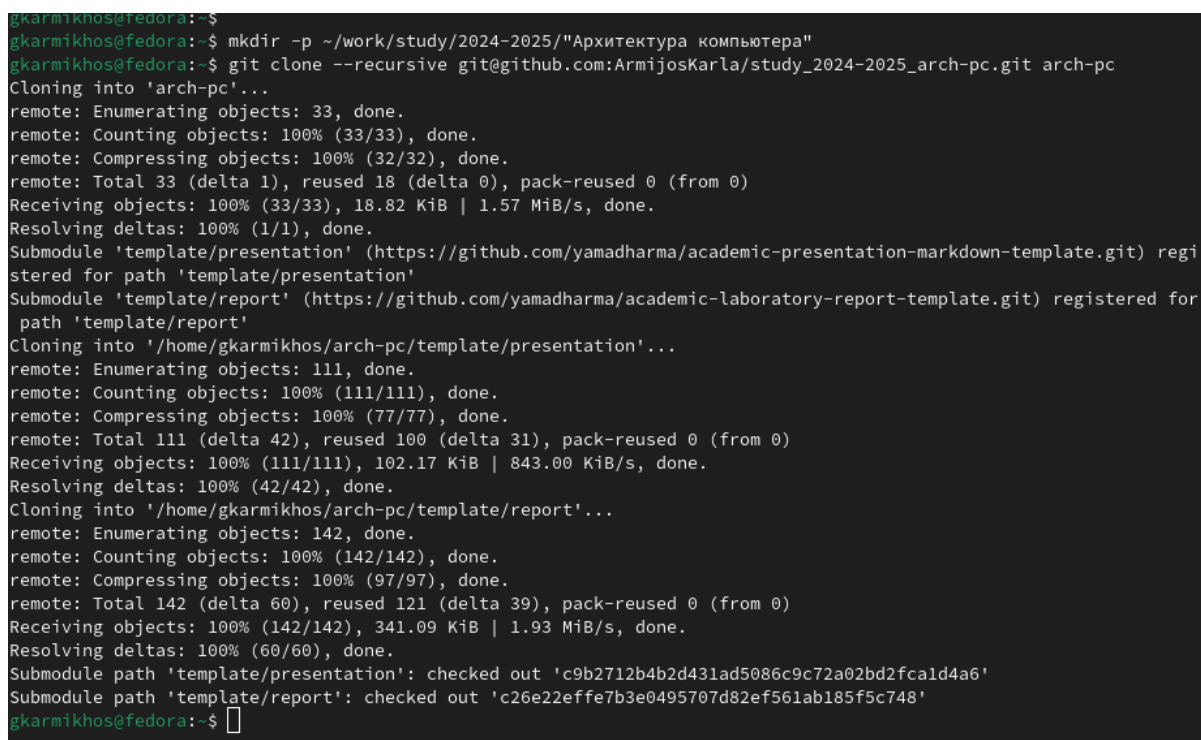 gkarmikhos@fedora:~$
gkarmikhos@fedora:~$ mkdir -p ~/work/study/2024-2025/"Архитектура компьютера"
gkarmikhos@fedora:~$ git clone --recursive git@github.com:ArmijosKarla/study_2024-2025_arch-pc.git arch-pc
Cloning into 'arch-pc'...
remote: Enumerating objects: 33, done.
remote: Counting objects: 100% (33/33), done.
remote: Compressing objects: 100% (32/32), done.
remote: Total 33 (delta 1), reused 18 (delta 0), pack-reused 0 (from 0)
Receiving objects: 100% (33/33), 18.82 KiB | 1.57 MiB/s, done.
Resolving deltas: 100% (1/1), done.
Submodule 'template/presentation' (https://github.com/yamadharma/academic-presentation-markdown-template.git) regi
stered for path 'template/presentation'
Submodule 'template/report' (https://github.com/yamadharma/academic-laboratory-report-template.git) registered for
 path 'template/report'
Cloning into '/home/gkarmikhos/arch-pc/template/presentation'...
remote: Enumerating objects: 111, done.
remote: Counting objects: 100% (111/111), done.
remote: Compressing objects: 100% (77/77), done.
remote: Total 111 (delta 42), reused 100 (delta 31), pack-reused 0 (from 0)
Receiving objects: 100% (111/111), 102.17 KiB | 843.00 KiB/s, done.
Resolving deltas: 100% (42/42), done.
Cloning into '/home/gkarmikhos/arch-pc/template/report'...
remote: Enumerating objects: 142, done.
remote: Counting objects: 100% (142/142), done.
remote: Compressing objects: 100% (97/97), done.
remote: Total 142 (delta 60), reused 121 (delta 39), pack-reused 0 (from 0)
Receiving objects: 100% (142/142), 341.09 KiB | 1.93 MiB/s, done.
Resolving deltas: 100% (60/60), done.
Submodule path 'template/presentation': checked out 'c9b2712b4b2d431ad5086c9c72a02bd2fca1d4a6'
Submodule path 'template/report': checked out 'c26e22effe7b3e0495707d82ef561ab185f5c748'
gkarmikhos@fedora:~$